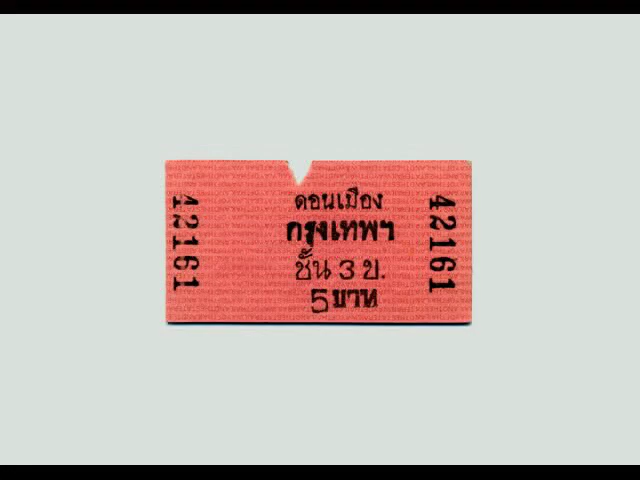 42161
ดอนเมือง
กรุงเทพฯ
ชั้น 3 ข.
5 บาท
42161